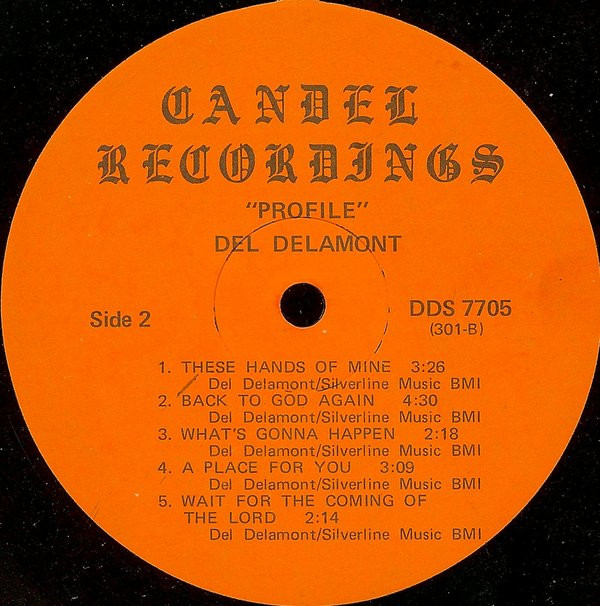 CANDEL
RECORDINGS
"PROFILE"
DEL DELAMONT
Side 2
DDS 7705
(301-B)
1. THESE HANDS OF MINE 3:26
Del Delamont/Silverline Music BMI
2. BACK TO GOD AGAIN 4:30
Del Delamont/Silverline Music BMI
3. WHAT'S GONNA HAPPEN 2:18
Del Delamont/Silverline Music BMI
4. A PLACE FOR YOU 3:09
Del Delamont/Silverline Music BMI
5. WAIT FOR THE COMING OF
THE LORD 2:14
Del Delamont/Silverline Music BMI